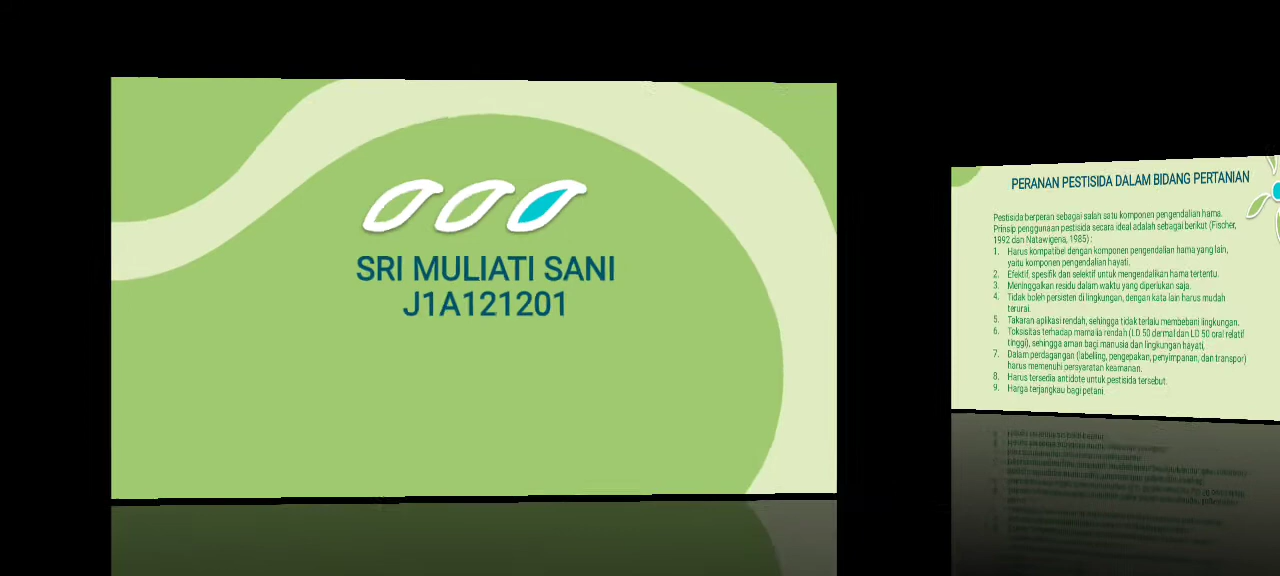 SRI MULIATI SANI
J1A121201
PERANAN PESTISIDA DALAM BIDANG PERTANIAN
Pestisida berperan sebagai salah satu komponen pengendalian hama.
Prinsip penggunaan pestisida secara ideal adalah sebagai berikut (Fischer,
1992 dan Natawigena, 1985) :
1. Harus kompatibel dengan komponen pengendalian hama yang lain,
yaitu komponen pengendalian hayati.
2. Efektif, spesifik dan selektif untuk mengendalikan hama tertentu.
3. Meninggalkan residu dalam waktu yang diperlukan saja.
4. Tidak boleh persisten di lingkungan, dengan kata lain harus mudah
terurai.
5. Takaran aplikasi rendah, sehingga tidak terlalu membebani lingkungan.
6. Toksisitas terhadap mamalia rendah (LD 50 dermal dan LD 50 oral relatif
tinggi), sehingga aman bagi manusia dan lingkungan hayati.
7. Dalam perdagangan (labelling, pengepakan, penyimpanan, dan transpor)
harus memenuhi persyaratan keamanan.
8. Harus tersedia antidote untuk pestisida tersebut.
9. Harga terjangkau bagi petani